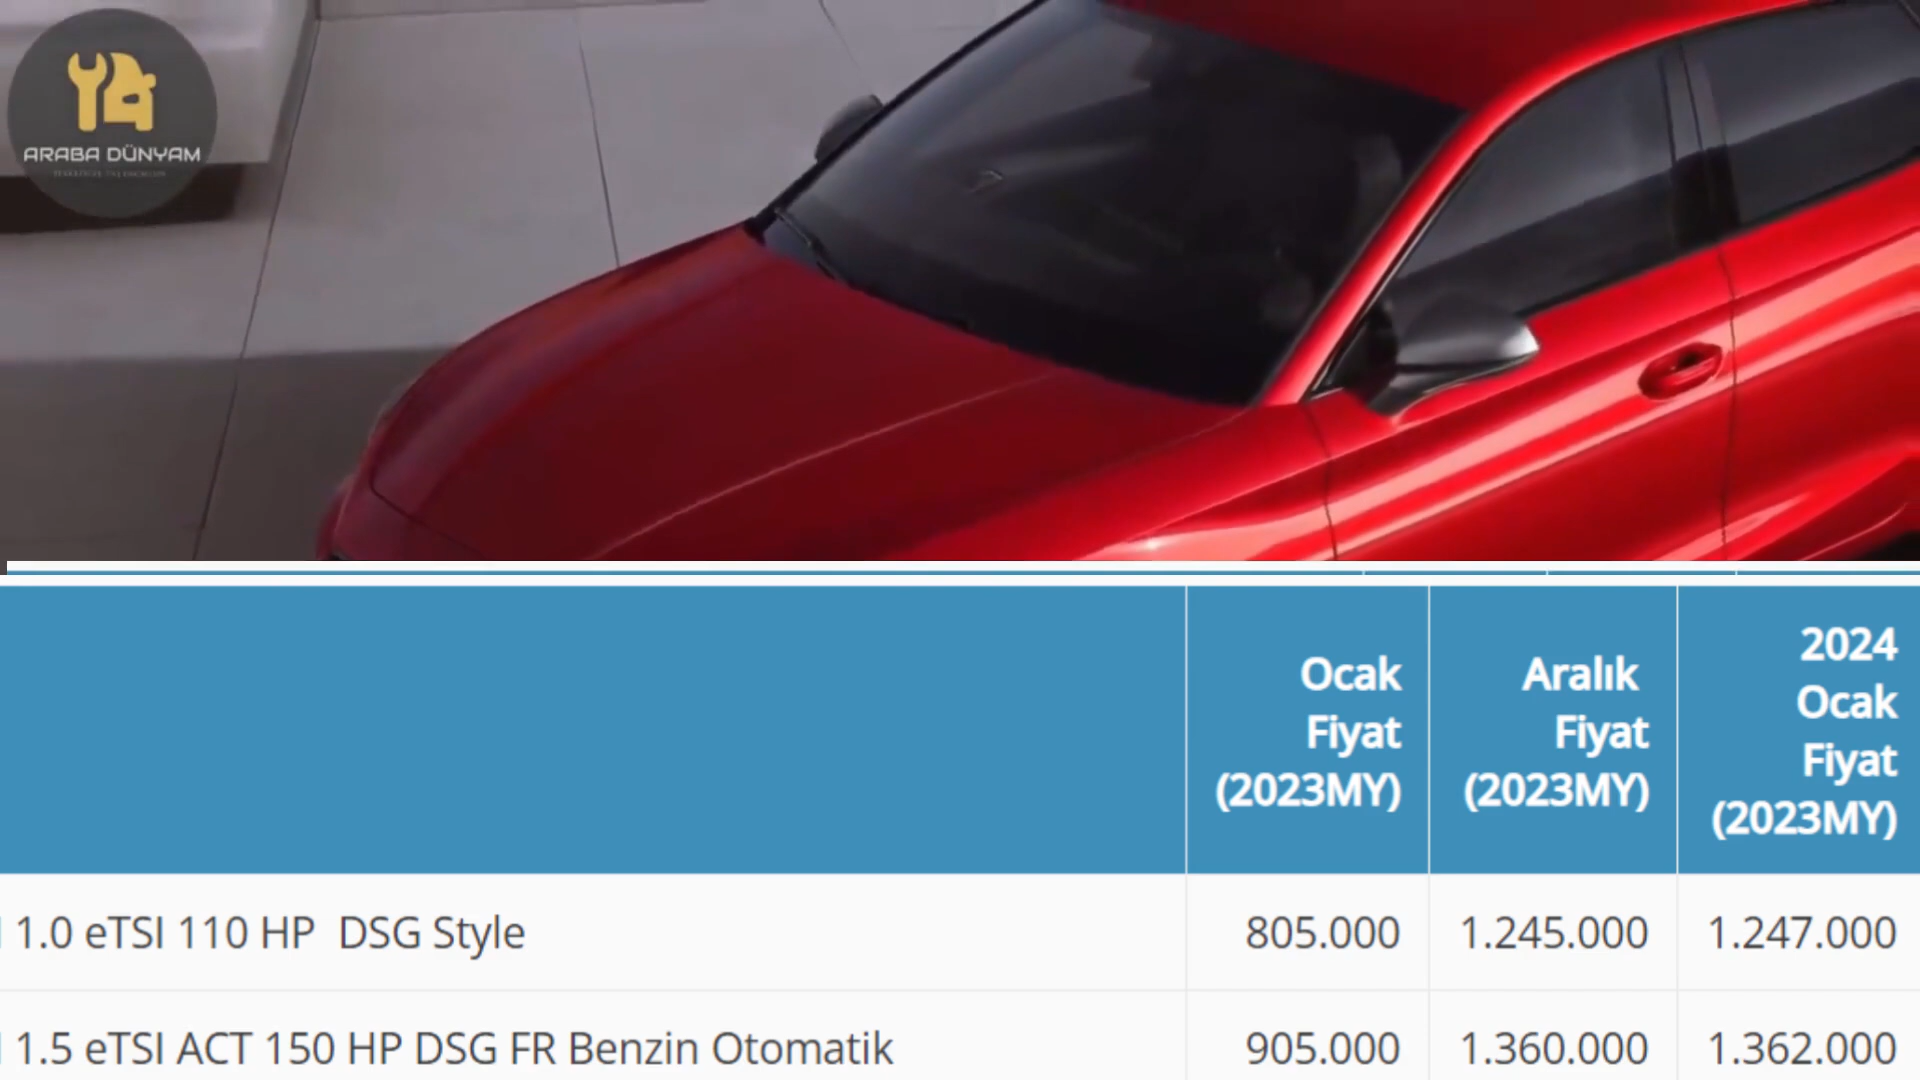 ARABA DÜNYAM
Ocak
Fiyat
(2023MY)
Aralık
Fiyat
(2023MY)
2024
Ocak
Fiyat
(2023MY)
1.0 eTSI 110 HP DSG Style 805.000 1.245.000 1.247.000
1.5 eTSI ACT 150 HP DSG FR Benzin Otomatik 905.000 1.360.000 1.362.000